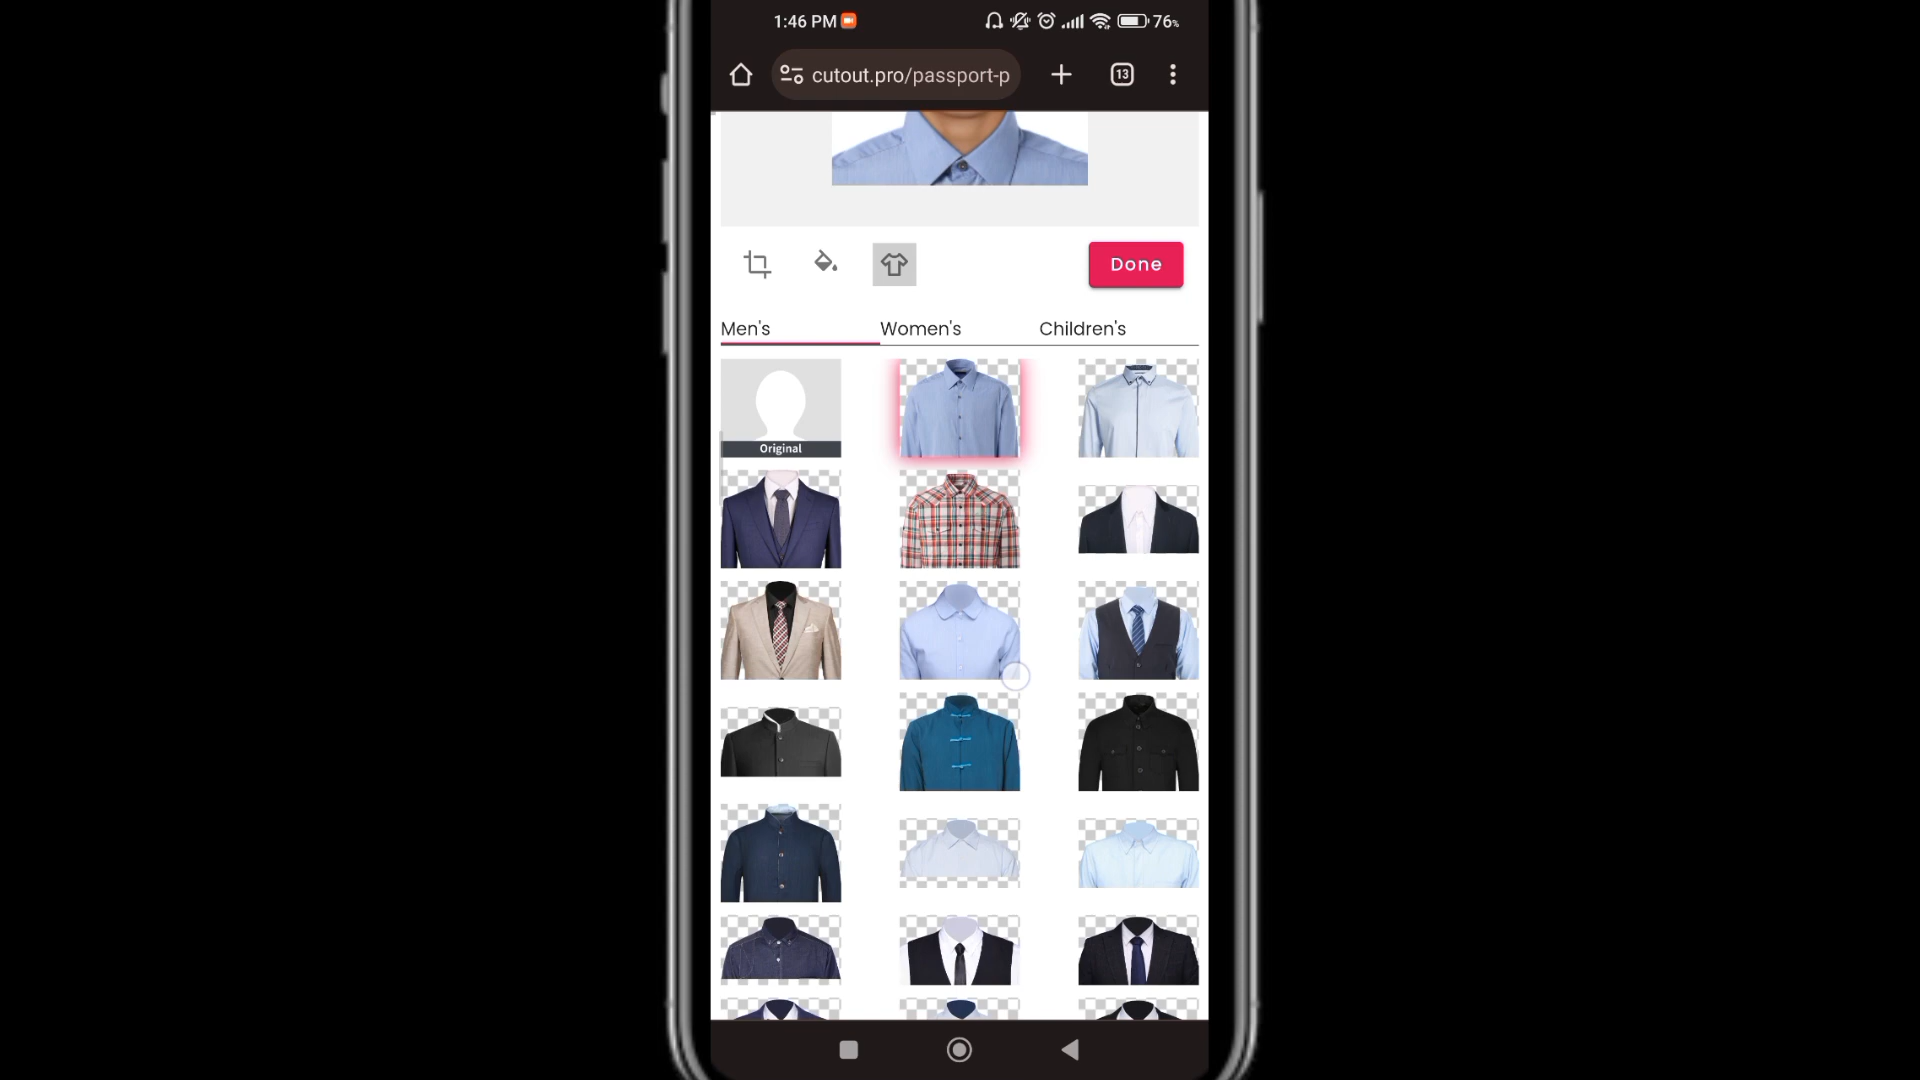 1:46 PM 76%
cutout.pro/passport-p 13
Done
Men's Women's Children's
Original